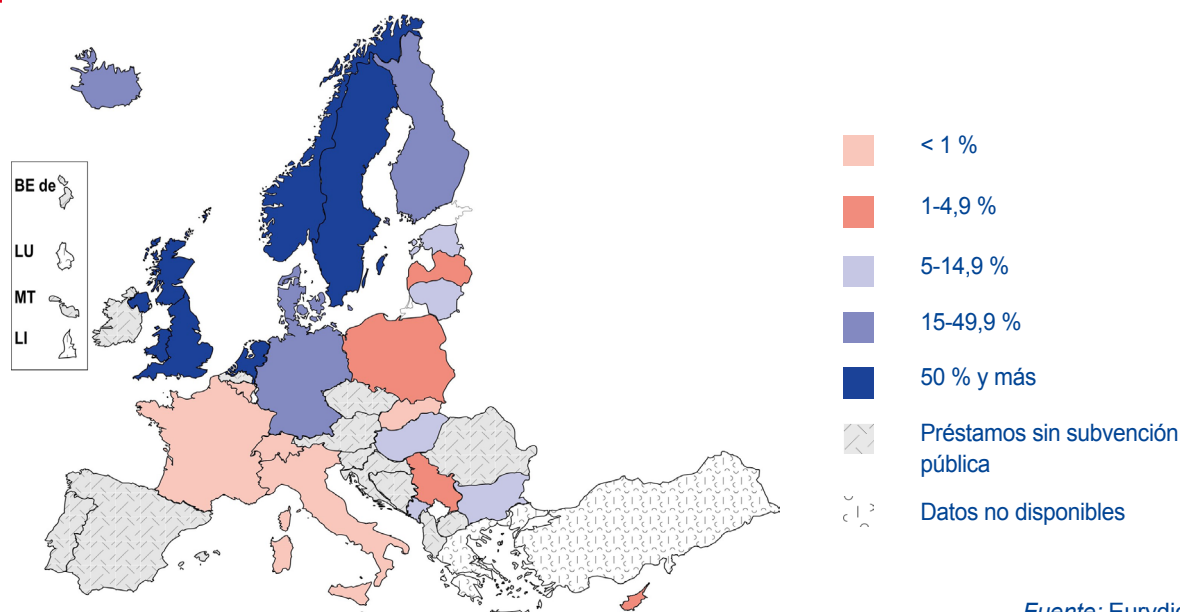 BE de
LU
MT
LI
< 1 %
1-4,9 %
5-14,9 %
15-49,9 %
50 % y más
Préstamos sin subvención
pública
Datos no disponibles
Fuente: